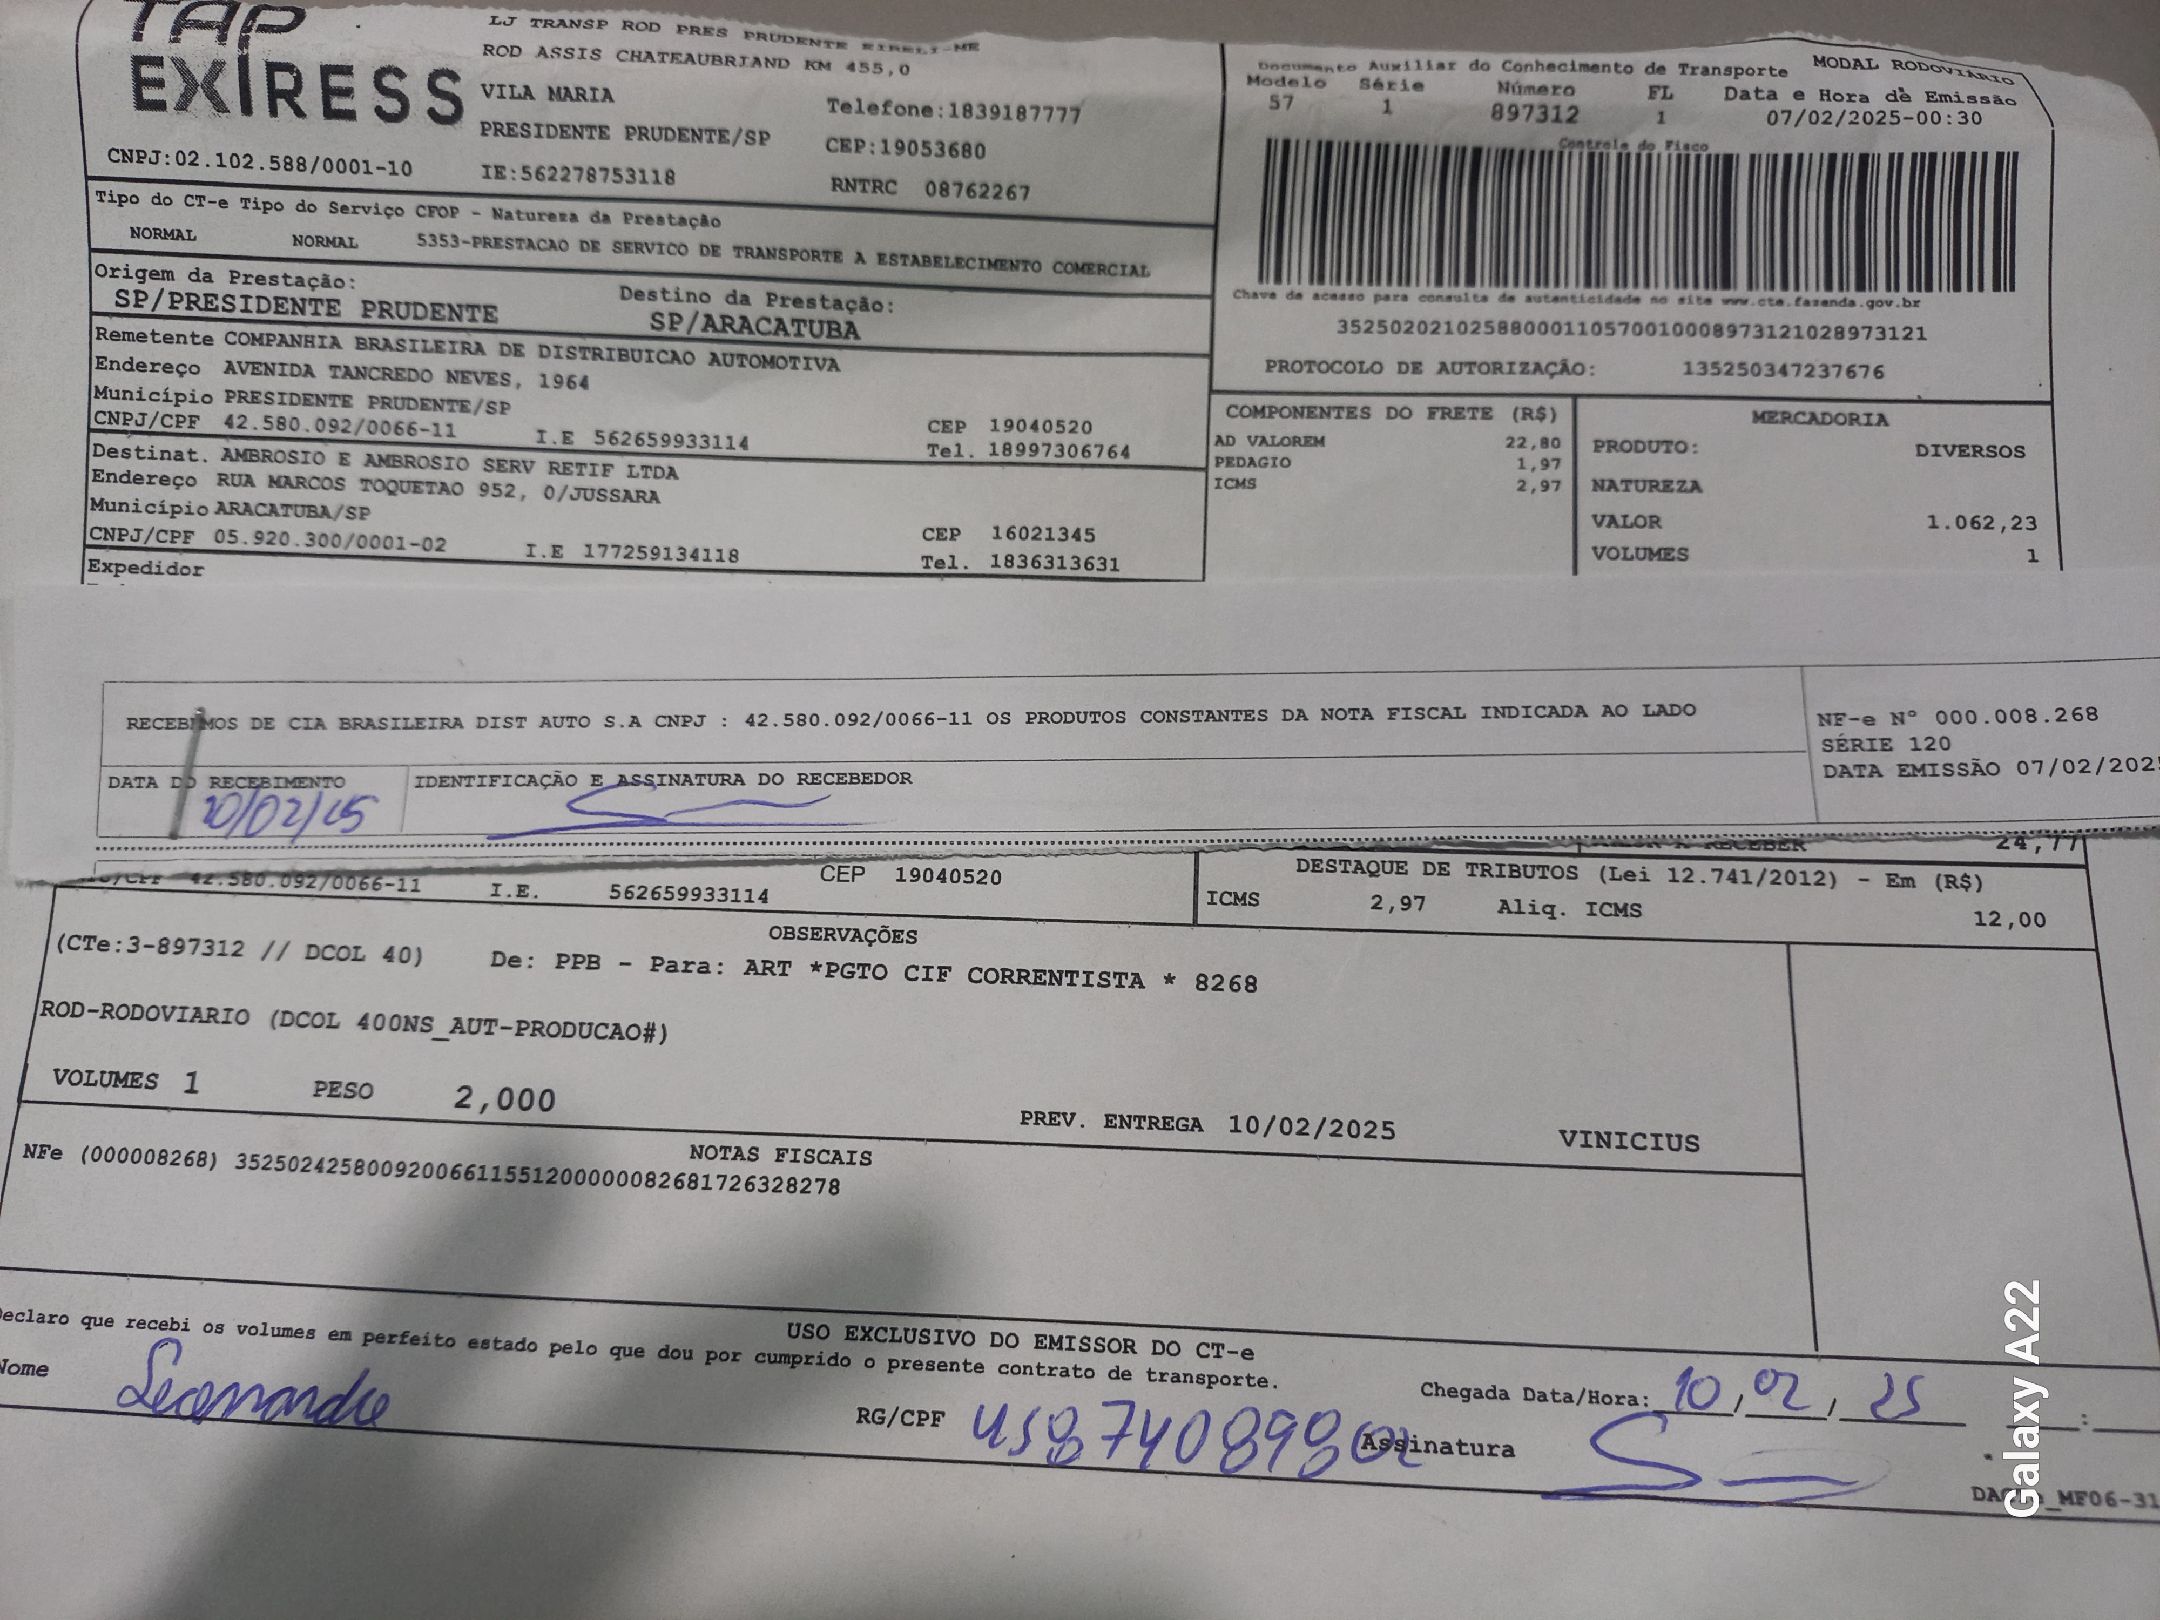 TAP
EXPRESS
LJ TRANSP ROD PRES PRUDENTE EIRELI-ME
ROD ASSIS CHATEAUBRIAND KM 455,0
VILA MARIA
Telefone:1839187777
PRESIDENTE PRUDENTE/SP
CEP:19053680
CNPJ:02.102.588/0001-10
IE:562278753118
RNTRC 08762267
Documento Auxiliar do Conhecimento de Transporte
MODAL RODOVIARIO
Modelo Série Número FL Data e Hora de Emissão
57 1 897312 1 07/02/2025-00:30
Controle do Fisco
Chave de acesso para consulta de autenticidade no site www.cte.fazenda.gov.br
35250202102588000110570010008973121028973121
PROTOCOLO DE AUTORIZAÇÃO: 135250347237676
Tipo do CT-e Tipo do Serviço CFOP - Natureza da Prestação
NORMAL NORMAL 5353-PRESTACAO DE SERVICO DE TRANSPORTE A ESTABELECIMENTO COMERCIAL
Origem da Prestação: Destino da Prestação:
SP/PRESIDENTE PRUDENTE SP/ARACATUBA
Remetente COMPANHIA BRASILEIRA DE DISTRIBUICAO AUTOMOTIVA
Endereço AVENIDA TANCREDO NEVES, 1964
Município PRESIDENTE PRUDENTE/SP
CEP 19040520
CNPJ/CPF 42.580.092/0066-11 I.E 562659933114 Tel. 18997306764
Destinat. AMBROSIO E AMBROSIO SERV RETIF LTDA
Endereço RUA MARCOS TOQUETAO 952, 0/JUSSARA
Município ARACATUBA/SP
CEP 16021345
CNPJ/CPF 05.920.300/0001-02 I.E 177259134118 Tel. 1836313631
Expedidor
COMPONENTES DO FRETE (R$)
AD VALOREM 22,80
PEDAGIO 1,97
ICMS 2,97
MERCADORIA
PRODUTO: DIVERSOS
NATUREZA
VALOR 1.062,23
VOLUMES 1
RECEBEMOS DE CIA BRASILEIRA DIST AUTO S.A CNPJ : 42.580.092/0066-11 OS PRODUTOS CONSTANTES DA NOTA FISCAL INDICADA AO LADO
NF-e Nº 000.008.268
SÉRIE 120
DATA EMISSÃO 07/02/202
DATA DO RECEBIMENTO IDENTIFICAÇÃO E ASSINATURA DO RECEBEDOR
10/02/25
A RECEBER 24,77
42.580.092/0066-11 I.E. 562659933114 CEP 19040520
DESTAQUE DE TRIBUTOS (Lei 12.741/2012) - Em (R$)
ICMS 2,97 Aliq. ICMS 12,00
OBSERVAÇÕES
(CTe:3-897312 // DCOL 40) De: PPB - Para: ART *PGTO CIF CORRENTISTA * 8268
ROD-RODOVIARIO (DCOL 400NS_AUT-PRODUCAO#)
VOLUMES 1 PESO 2,000
PREV. ENTREGA 10/02/2025 VINICIUS
NOTAS FISCAIS
NFe (000008268) 35250242580092006611551200000082681726328278
USO EXCLUSIVO DO EMISSOR DO CT-e
Declaro que recebi os volumes em perfeito estado pelo que dou por cumprido o presente contrato de transporte.
Nome Leonardo
RG/CPF
Chegada Data/Hora: 10, 02, 25 :
Assinatura
_MF06-31
Galaxy A22